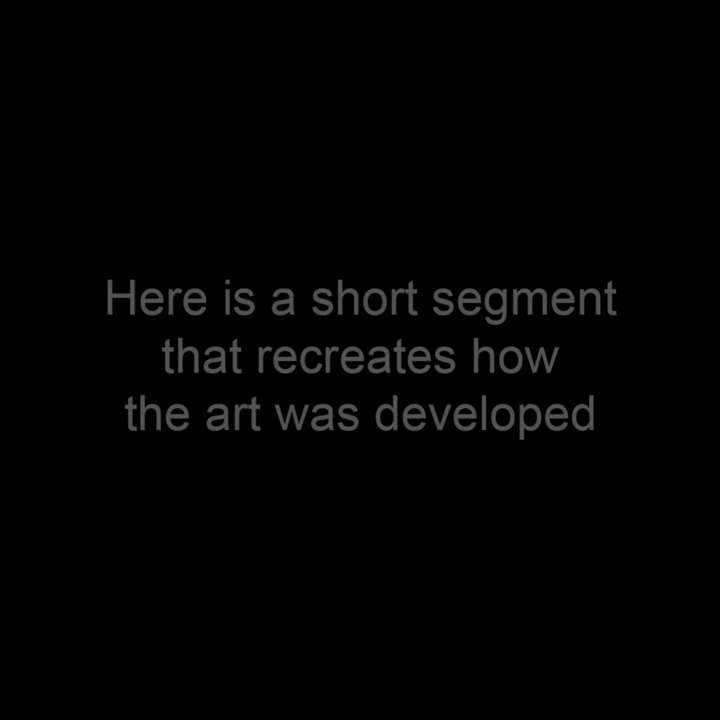 Here is a short segment
that recreates how
the art was developed